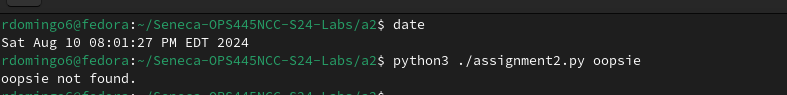 rdomingo6@fedora:~/Seneca-OPS445NCC-S24-Labs/a2$ date
Sat Aug 10 08:01:27 PM EDT 2024
rdomingo6@fedora:~/Seneca-OPS445NCC-S24-Labs/a2$ python3 ./assignment2.py oopsie
oopsie not found.